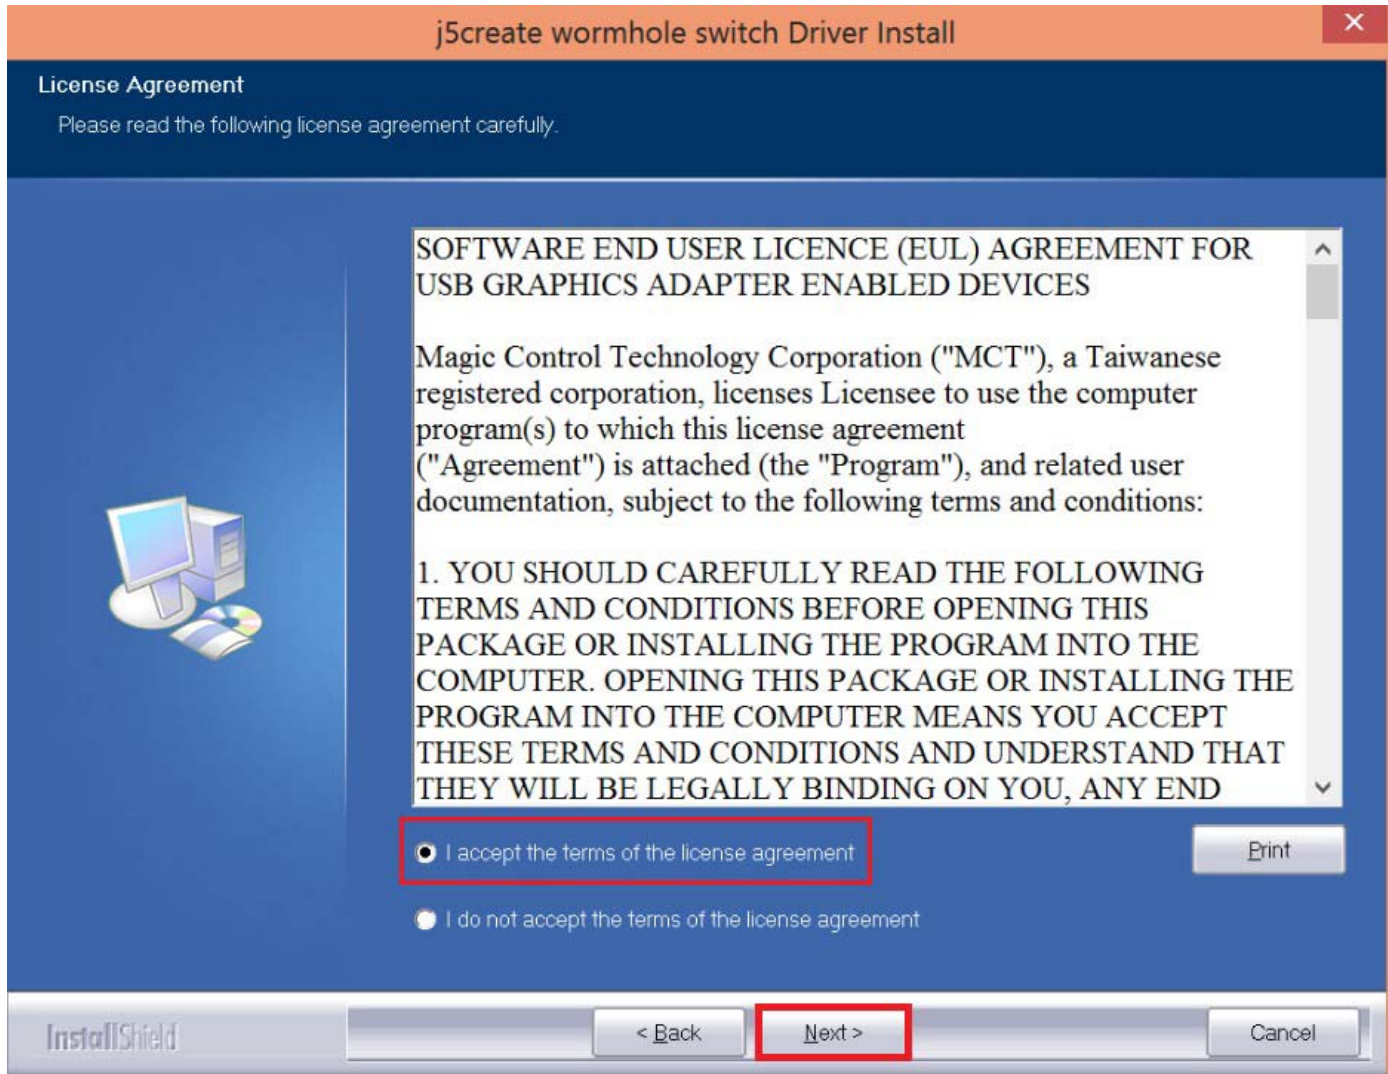 j5create wormhole switch Driver Install
License Agreement
Please read the following license agreement carefully.
SOFTWARE END USER LICENCE (EUL) AGREEMENT FOR
USB GRAPHICS ADAPTER ENABLED DEVICES
Magic Control Technology Corporation ("MCT"), a Taiwanese
registered corporation, licenses Licensee to use the computer
program(s) to which this license agreement
("Agreement") is attached (the "Program"), and related user
documentation, subject to the following terms and conditions:
1. YOU SHOULD CAREFULLY READ THE FOLLOWING
TERMS AND CONDITIONS BEFORE OPENING THIS
PACKAGE OR INSTALLING THE PROGRAM INTO THE
COMPUTER. OPENING THIS PACKAGE OR INSTALLING THE
PROGRAM INTO THE COMPUTER MEANS YOU ACCEPT
THESE TERMS AND CONDITIONS AND UNDERSTAND THAT
THEY WILL BE LEGALLY BINDING ON YOU, ANY END
I accept the terms of the license agreement
Print
I do not accept the terms of the license agreement
InstallShield
< Back
Next >
Cancel